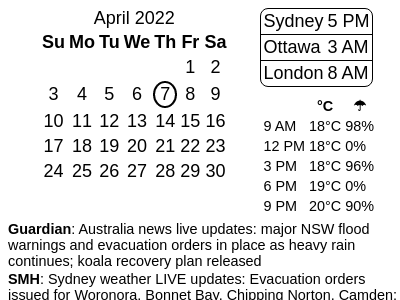 April 2022
Su Mo Tu We Th Fr Sa
1 2
3 4 5 6 7 8 9
10 11 12 13 14 15 16
17 18 19 20 21 22 23
24 25 26 27 28 29 30
Sydney 5 PM
Ottawa 3 AM
London 8 AM
°C ☂
9 AM 18°C 98%
12 PM 18°C 0%
3 PM 18°C 96%
6 PM 19°C 0%
9 PM 20°C 90%
Guardian: Australia news live updates: major NSW flood
warnings and evacuation orders in place as heavy rain
continues; koala recovery plan released
SMH: Sydney weather LIVE updates: Evacuation orders
issued for Woronora, Bonnet Bay, Chipping Norton, Camden;